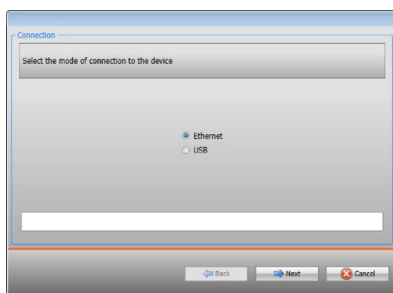 Connection
Select the mode of connection to the device
Ethernet
USB
Back
Next
Cancel